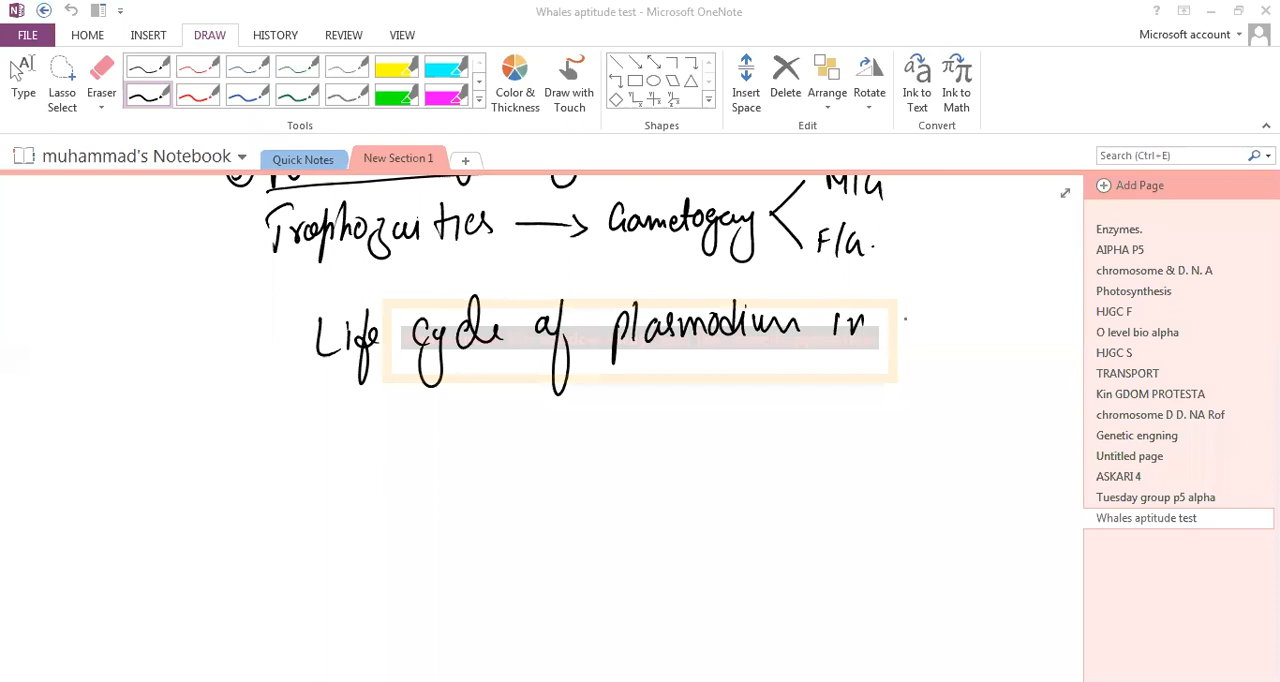 Whales aptitude test - Microsoft OneNote
FILE HOME INSERT DRAW HISTORY REVIEW VIEW
Microsoft account
Type
Lasso Select
Eraser
Color & Thickness
Draw with Touch
Insert Space
Delete
Arrange
Rotate
Ink to Text
Ink to Math
Tools Shapes Edit Convert
muhammad's Notebook Quick Notes New Section 1
Search (Ctrl+E)
Add Page
M/G
Trophozuities → Gametogay
F/G.
Life cycle of plasmodium in
Enzymes.
AIPHA P5
chromosome & D. N. A
Photosynthesis
HJGC F
O level bio alpha
HJGC S
TRANSPORT
Kin GDOM PROTESTA
chromosome D D. NA Rof
Genetic engning
Untitled page
ASKARI 4
Tuesday group p5 alpha
Whales aptitude test